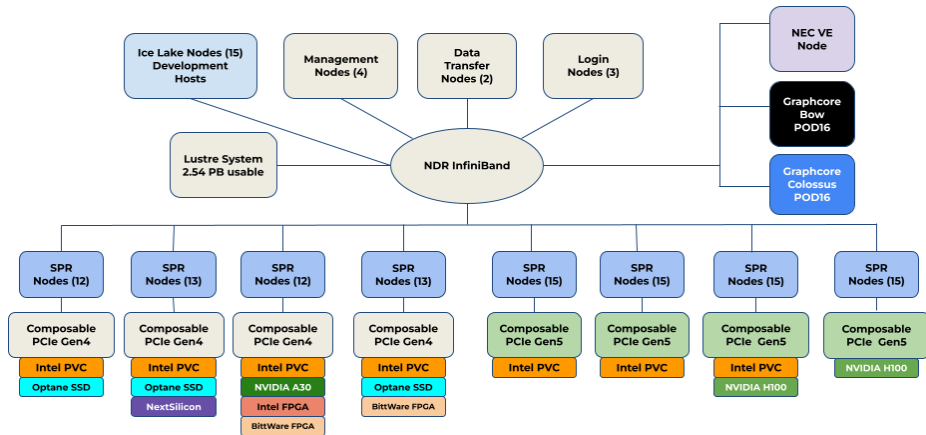 Ice Lake Nodes (15)
Development
Hosts
Management
Nodes (4)
Data
Transfer
Nodes (2)
Login
Nodes (3)
NEC VE
Node
Graphcore
Bow
POD16
Graphcore
Colossus
POD16
Lustre System
2.54 PB usable
NDR InfiniBand
SPR
Nodes (12)
SPR
Nodes (13)
SPR
Nodes (12)
SPR
Nodes (13)
SPR
Nodes (15)
SPR
Nodes (15)
SPR
Nodes (15)
SPR
Nodes (15)
Composable
PCIe Gen4
Intel PVC
Optane SSD
Composable
PCIe Gen4
Intel PVC
Optane SSD
NextSilicon
Composable
PCIe Gen4
Intel PVC
NVIDIA A30
Intel FPGA
BittWare FPGA
Composable
PCIe Gen4
Intel PVC
Optane SSD
BittWare FPGA
Composable
PCIe Gen5
Intel PVC
Composable
PCIe Gen5
Intel PVC
Composable
PCIe Gen5
Intel PVC
NVIDIA H100
Composable
PCIe Gen5
NVIDIA H100